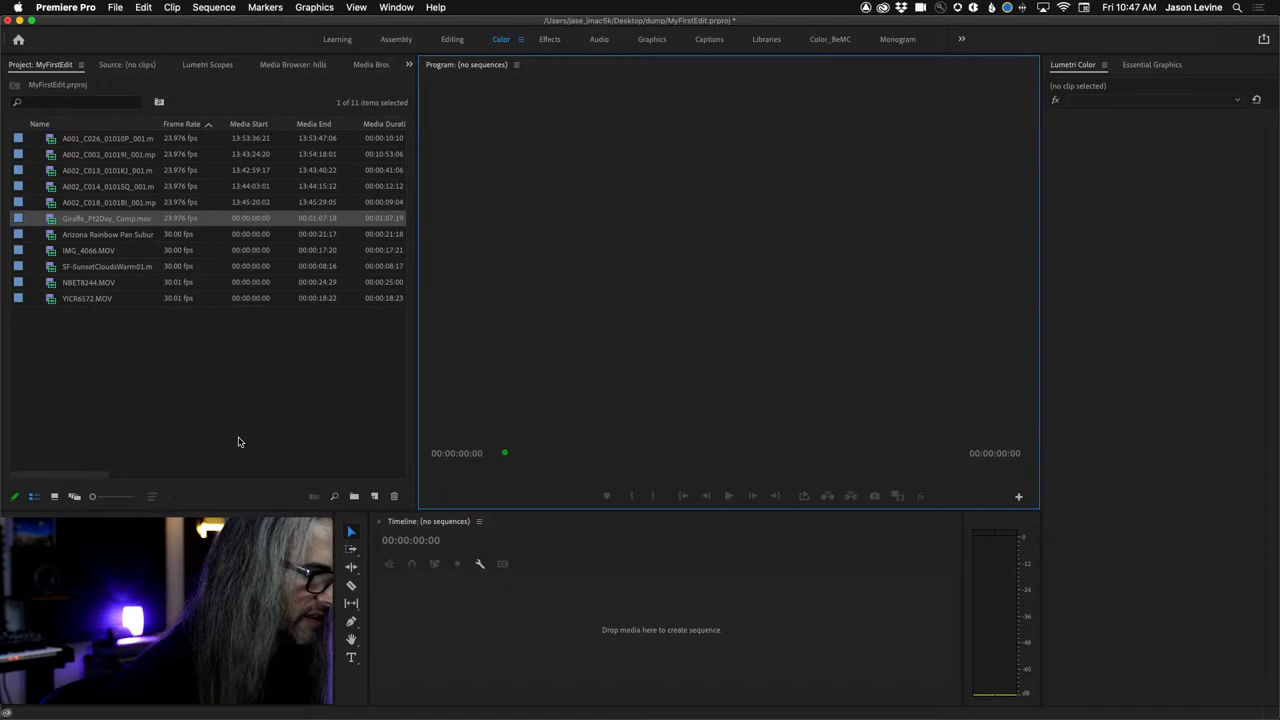 Premiere Pro File Edit Clip Sequence Markers Graphics View Window Help Fri 10:47 AM Jason Levine
/Users/jase_imac5k/Desktop/dump/MyFirstEdit.prproj *
Learning Assembly Editing Color Effects Audio Graphics Captions Libraries Color_BeMC Monogram
Project: MyFirstEdit Source: (no clips) Lumetri Scopes Media Browser: hills Media Bro
MyFirstEdit.prproj
1 of 11 items selected
Name Frame Rate Media Start Media End Media Durati
A001_C026_01010P_001.m 23.976 fps 13:53:36:21 13:53:47:06 00:00:10:10
A002_C002_01019I_001.mp 23.976 fps 13:43:24:20 13:54:18:01 00:10:53:06
A002_C013_0101KJ_001.m 23.976 fps 13:42:59:17 13:43:40:22 00:00:41:06
A002_C014_0101SQ_001.m 23.976 fps 13:44:03:01 13:44:15:12 00:00:12:12
A002_C018_0101BI_001.mp 23.976 fps 13:45:20:02 13:45:29:05 00:00:09:04
Giraffe_Pt2Day_Comp.mov 23.976 fps 00:00:00:00 00:01:07:18 00:01:07:19
Arizona Rainbow Pan Subur 30.00 fps 00:00:00:00 00:00:21:17 00:00:21:18
IMG_4066.MOV 30.00 fps 00:00:00:00 00:00:17:20 00:00:17:21
SF-SunsetCloudsWarm01.m 30.00 fps 00:00:00:00 00:00:08:16 00:00:08:17
NBET8244.MOV 30.01 fps 00:00:00:00 00:00:24:29 00:00:25:00
YICR6572.MOV 30.01 fps 00:00:00:00 00:00:18:22 00:00:18:23
Program: (no sequences)
00:00:00:00 00:00:00:00
Lumetri Color Essential Graphics
(no clip selected)
fx
Timeline: (no sequences)
00:00:00:00
Drop media here to create sequence.
0
-12
-24
-36
-48
-60
dB